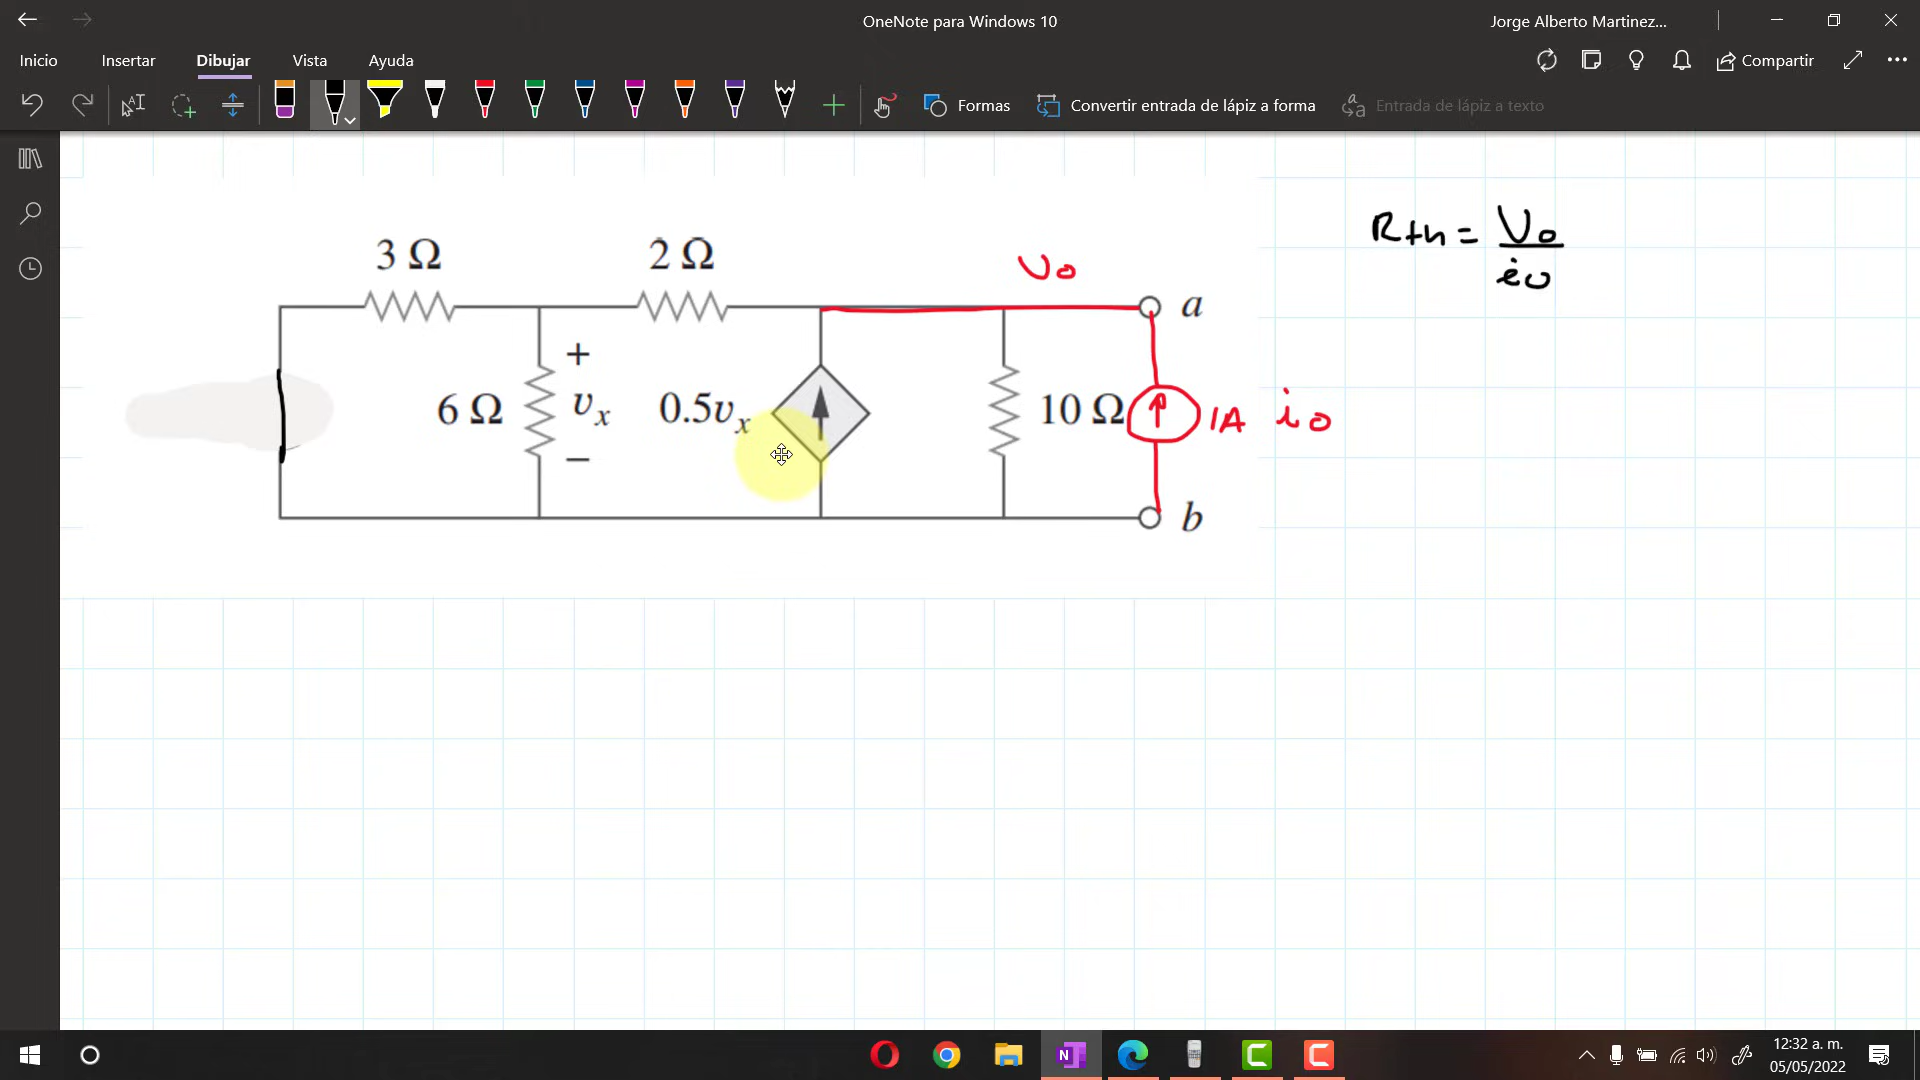 OneNote para Windows 10
Jorge Alberto Martinez...
Inicio
Insertar
Dibujar
Vista
Ayuda
Compartir
Formas
Convertir entrada de lápiz a forma
Entrada de lápiz a texto
Rth = Vo
io
3 Ω
2 Ω
Vo
a
+
6 Ω
vx
0.5vx
10 Ω
1A
io
−
b
12:32 a. m.
05/05/2022